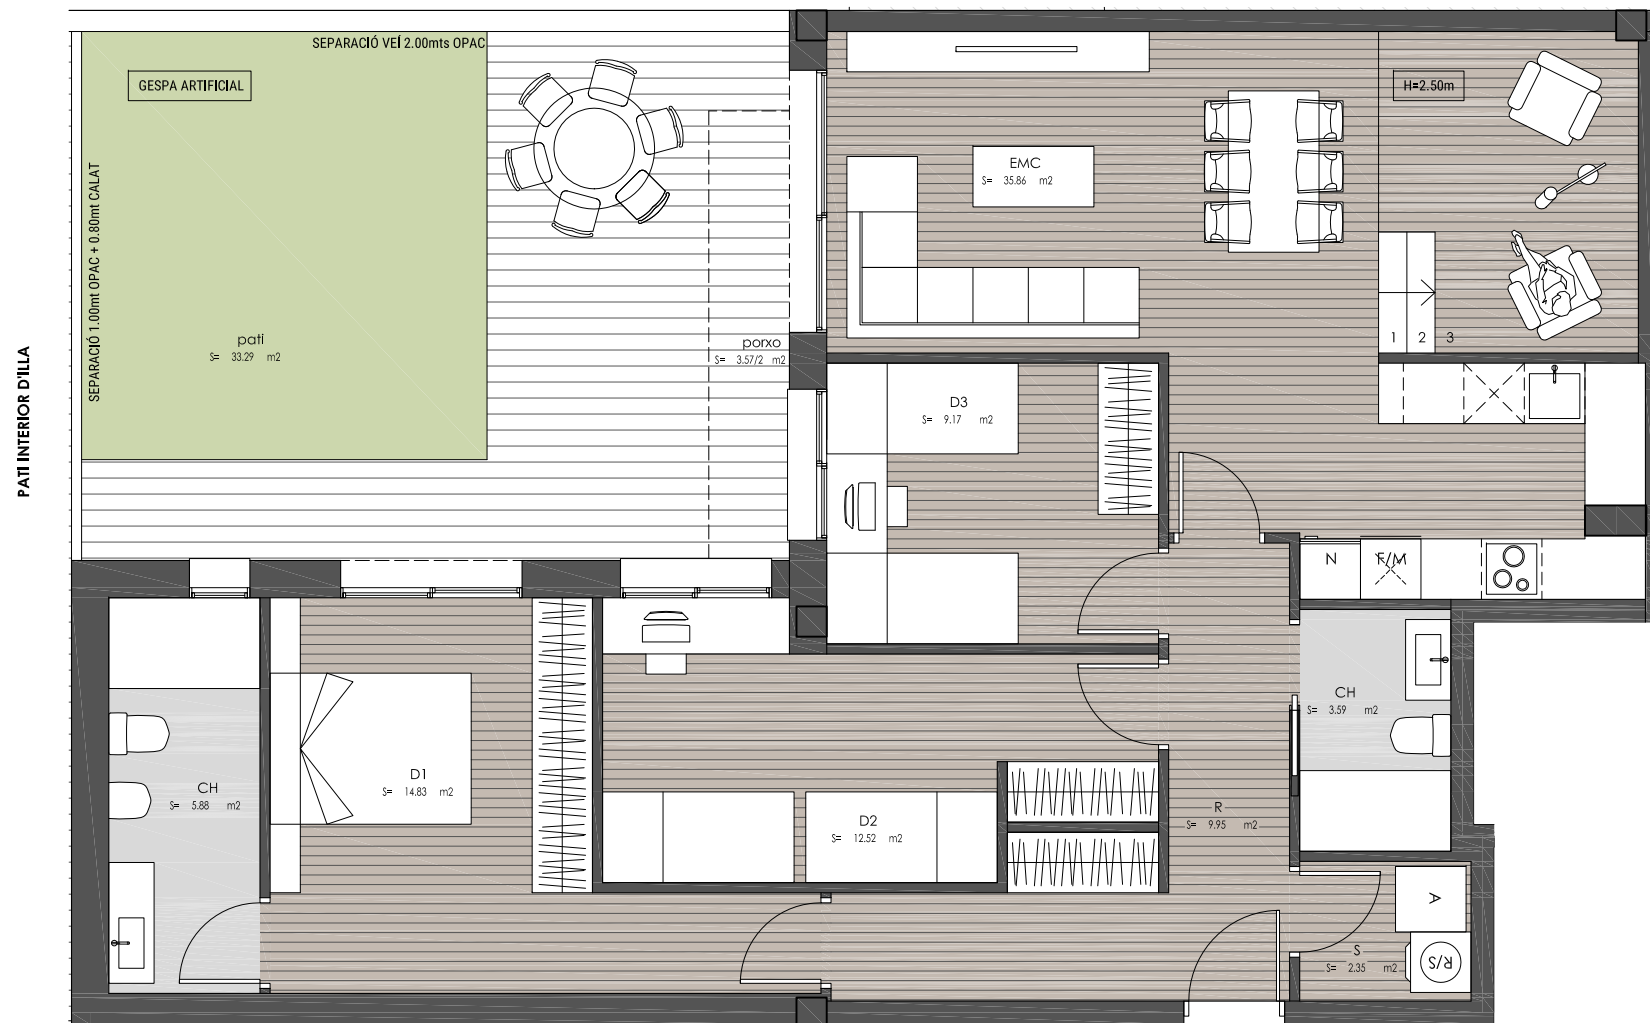 SEPARACIÓ VEÍ 2.00mts OPAC
GESPA ARTIFICIAL
SEPARACIÓ 1.00mt OPAC + 0.80mt CALAT
PATI INTERIOR D'ILLA
pati
S= 33.29 m2
porxo
S= 3.57/2 m2
H=2.50m
EMC
S= 35.86 m2
1 2 3
D3
S= 9.17 m2
N
F/M
CH
S= 3.59 m2
CH
S= 5.88 m2
D1
S= 14.83 m2
D2
S= 12.52 m2
R
S= 9.95 m2
A
S
S= 2.35 m2
R/S